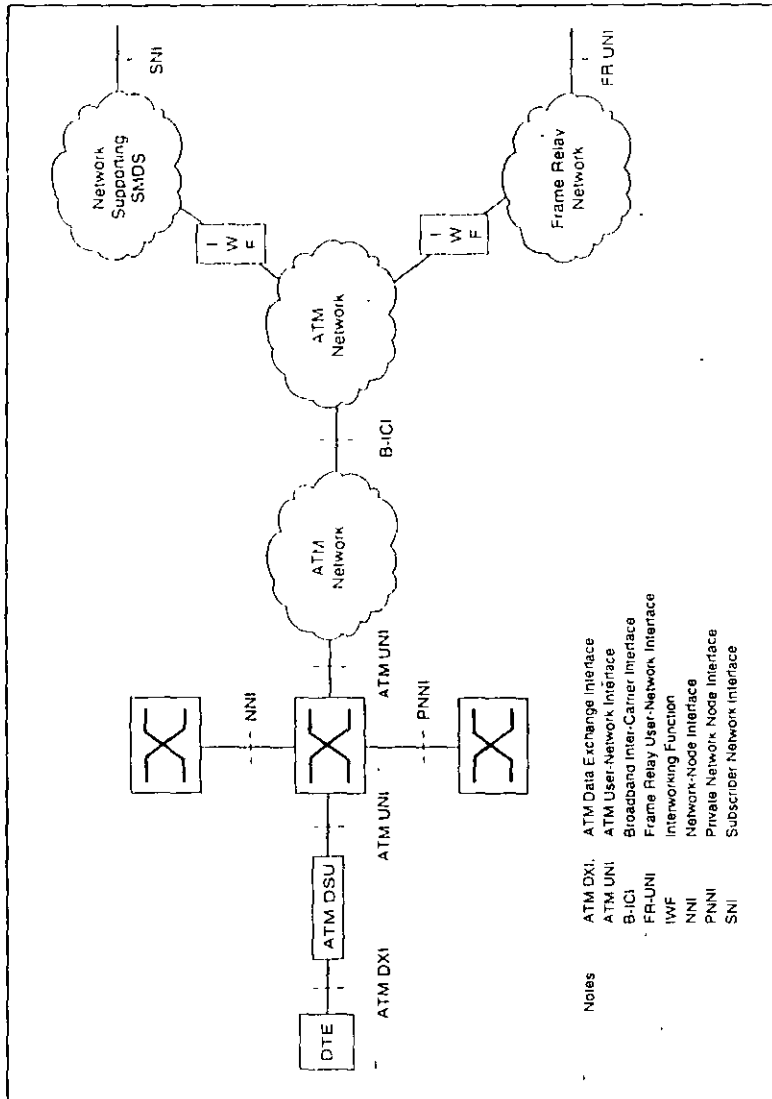 DTE
ATM DXI
ATM DSU
ATM UNI
NNI
PNNI
ATM UNI
ATM
Network
B-ICI
ATM
Network
I
W
F
Network
Supporting
SMDS
SNI
I
W
F
Frame Relay
Network
FR UNI
Notes
ATM DXI. ATM Data Exchange Interface
ATM UNI ATM User-Network Interface
B-ICI Broadband Inter-Carrier Interface
FR-UNI Frame Relay User-Network Interface
IWF Interworking Function
NNI Network-Node Interface
PNNI Private Network Node Interface
SNI Subscriber Network Interface